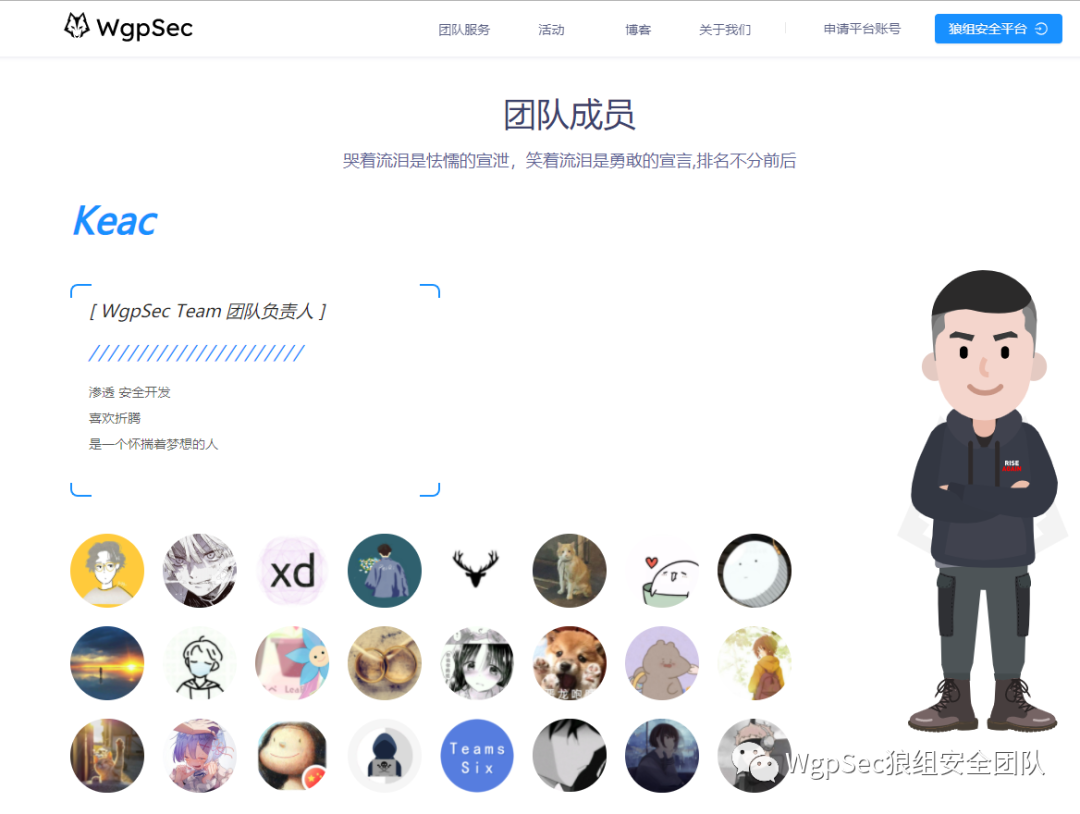 WgpSec
团队服务
活动
博客
关于我们
申请平台账号
狼组安全平台
团队成员
哭着流泪是怯懦的宣泄，笑着流泪是勇敢的宣言,排名不分前后
Keac
[ WgpSec Team 团队负责人 ]
//////////////////////
渗透 安全开发
喜欢折腾
是一个怀揣着梦想的人
RISE
AGAIN
xd
Teams
Six
WgpSec狼组安全团队